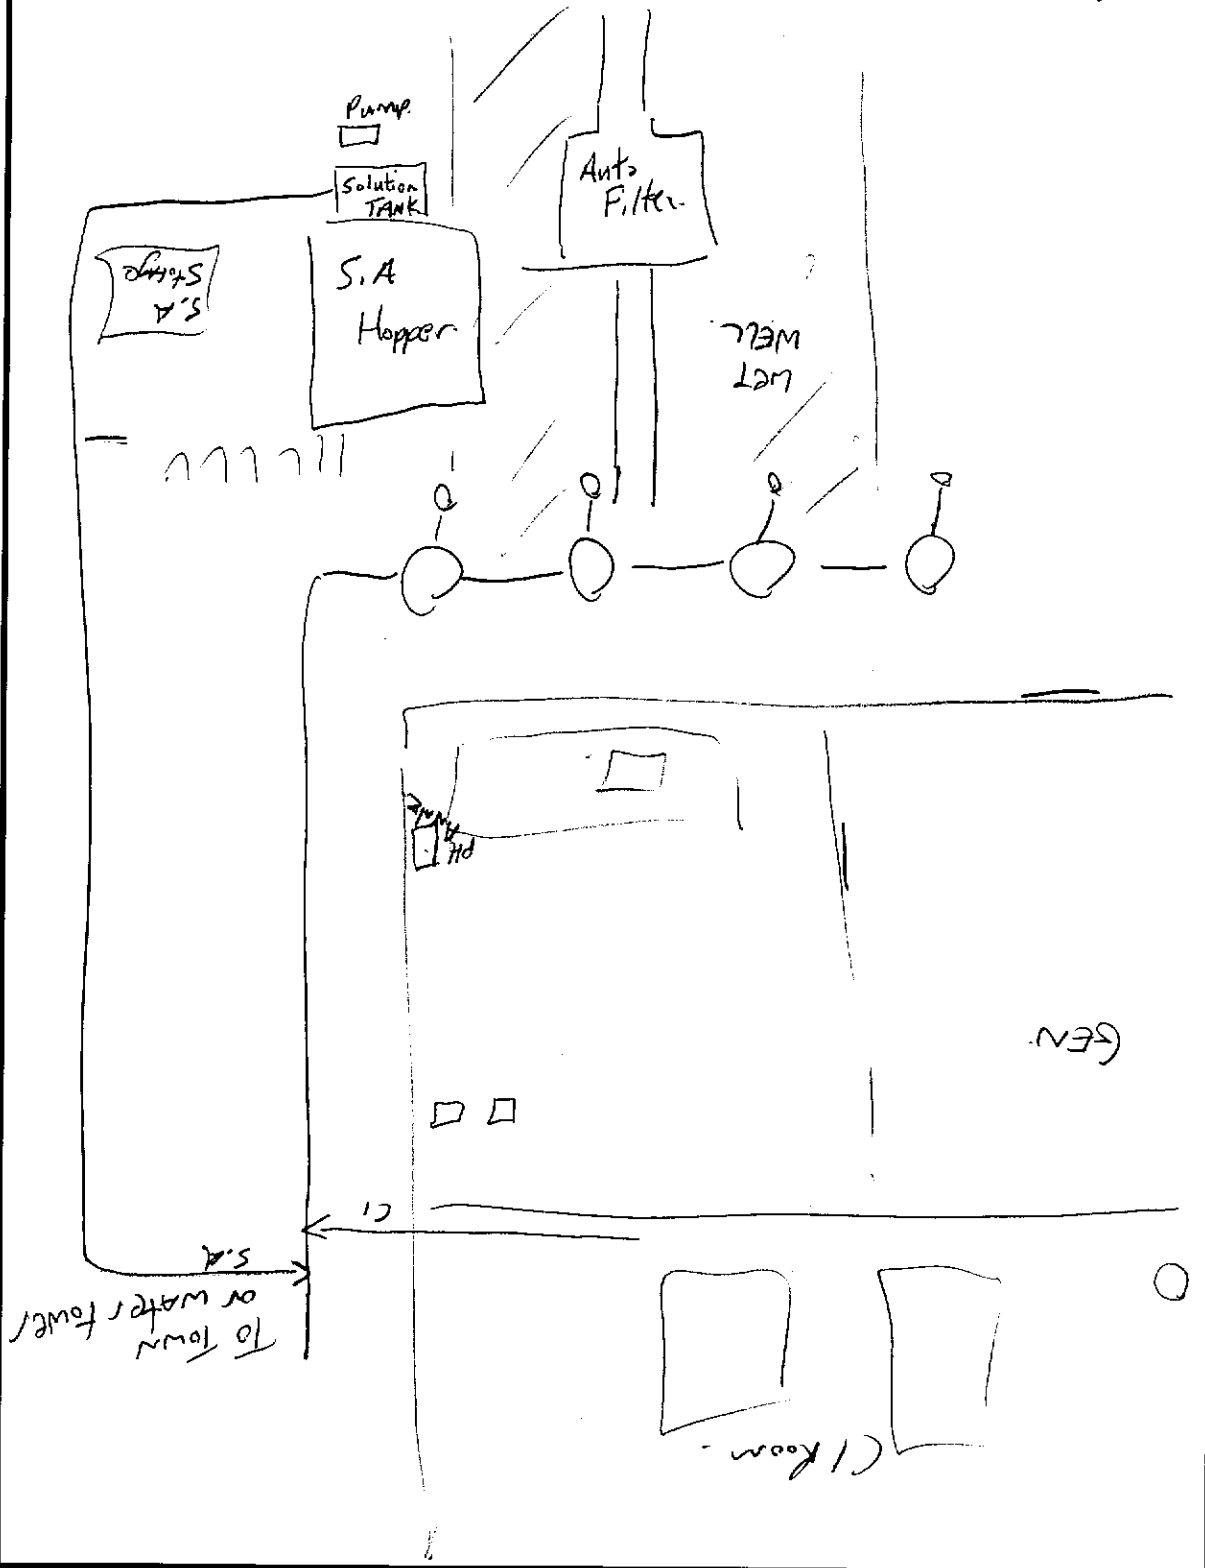 Pump.
Solution
TANK
S.A
Storage
S.A
Hopper.
Auto
Filter.
WET
WELL
PH
GEN.
Cl
S.A
To Town
or water tower
Cl Room.